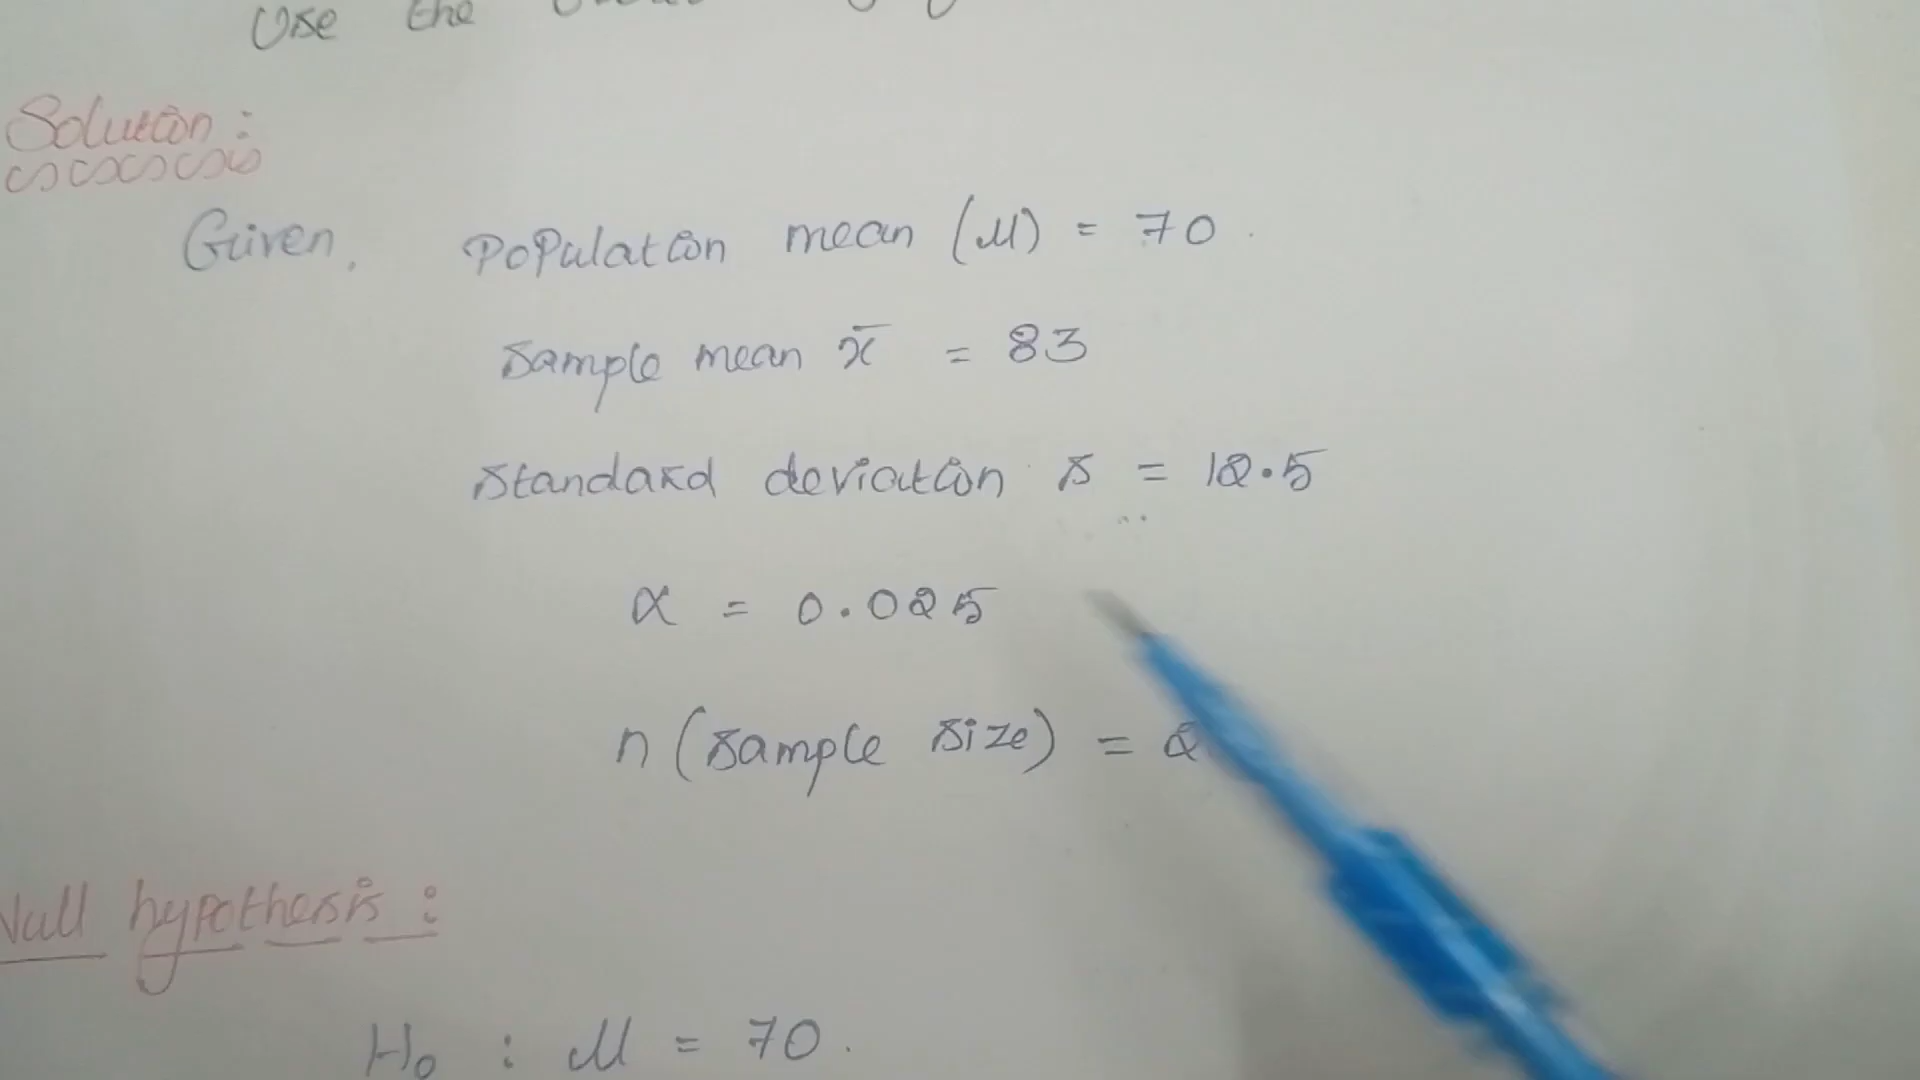 Use the
Solution :
Given, Population mean (μ) = 70.
Sample mean x̄ = 83
Standard deviation s = 12.5
α = 0.025
n (sample size) = 2
Null hypothesis :
H₀ : μ = 70.